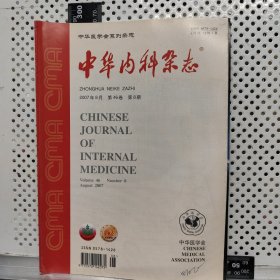 中华医学会系列杂志
中华内科杂志
ZHONGHUA NEIKE ZAZHI
2007年8月 第46卷 第8期
CHINESE
JOURNAL
OF
INTERNAL
MEDICINE
Volume 46 Number 8
August 2007
ISSN 0578-1426
中华医学会
CHINESE
MEDICAL
ASSOCIATION
CMA CMA CMA